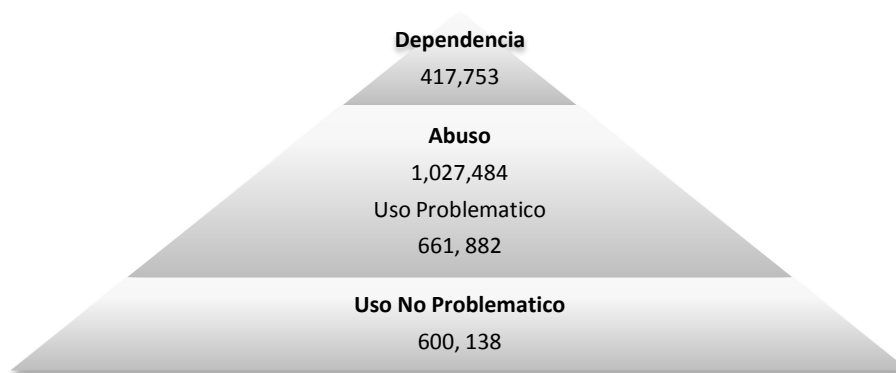 Dependencia
417,753
Abuso
1,027,484
Uso Problematico
661, 882
Uso No Problematico
600, 138